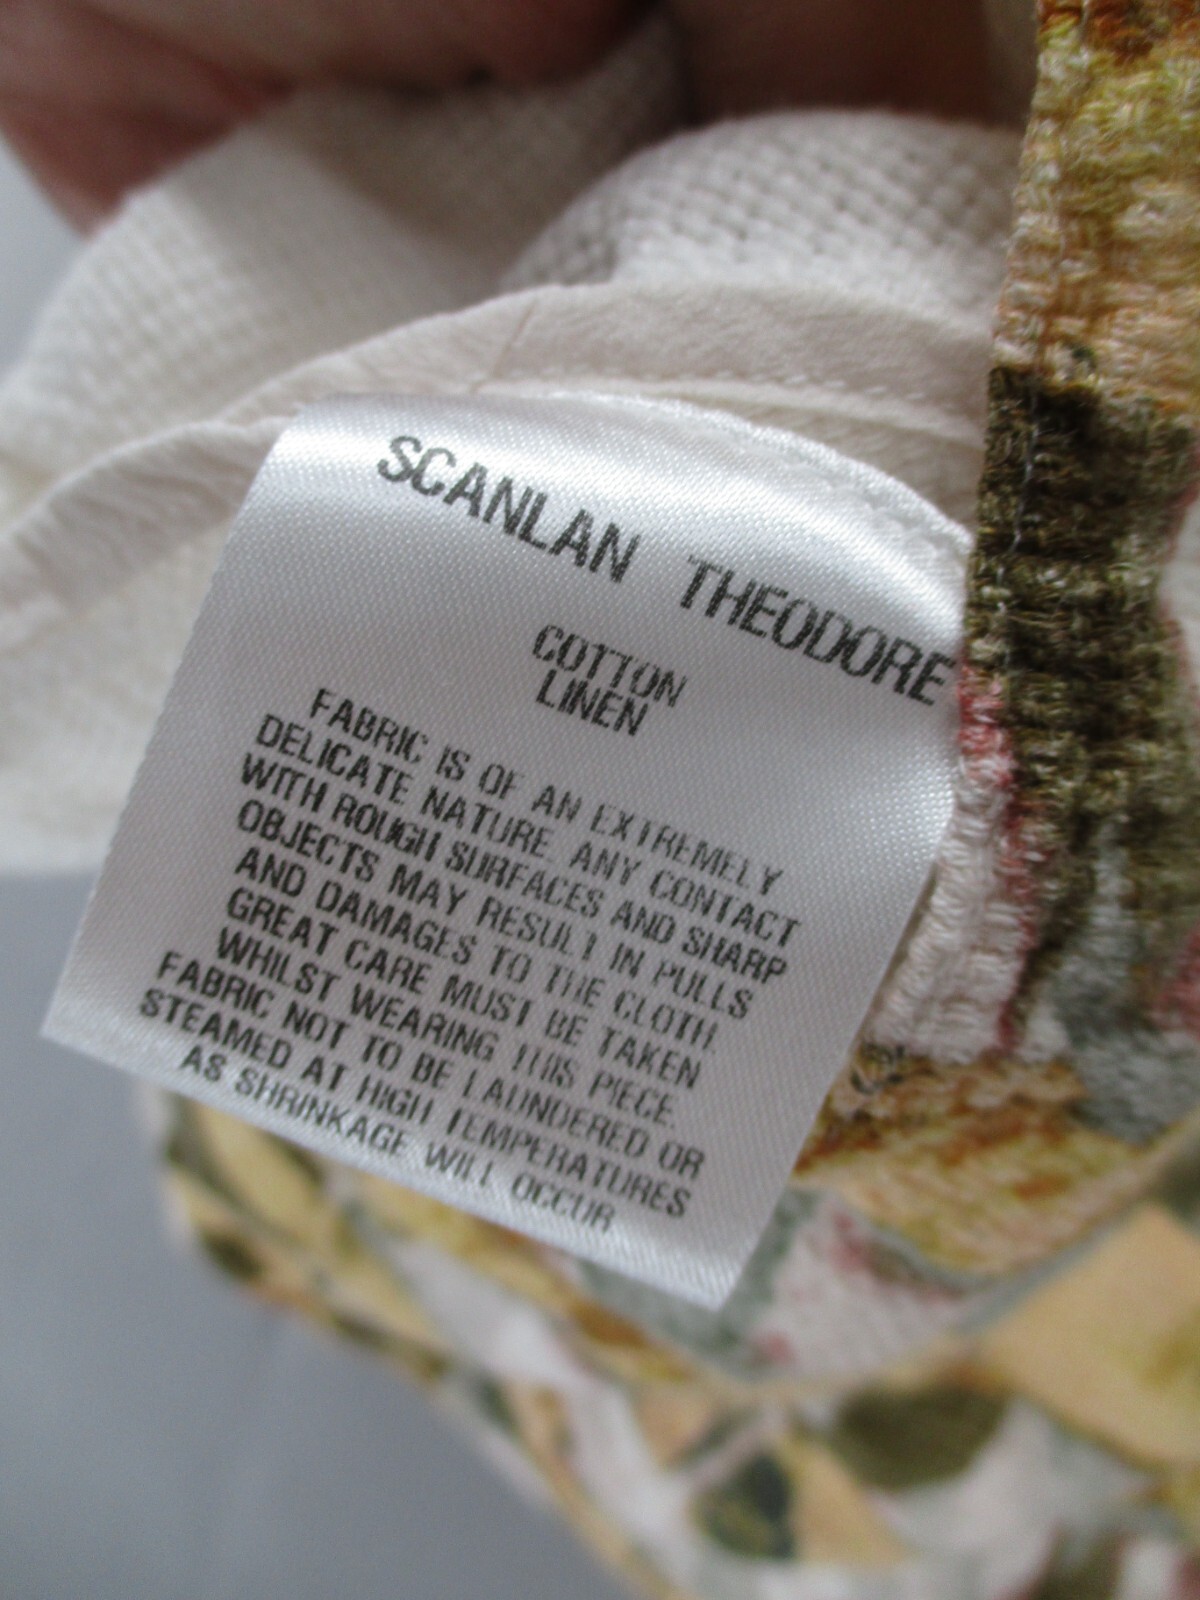 SCANLAN THEODORE
COTTON
LINEN
FABRIC IS OF AN EXTREMELY
DELICATE NATURE. ANY CONTACT
WITH ROUGH SURFACES AND SHARP
OBJECTS MAY RESULT IN PULLS
AND DAMAGES TO THE CLOTH.
GREAT CARE MUST BE TAKEN
WHILST WEARING THIS PIECE.
FABRIC NOT TO BE LAUNDERED OR
STEAMED AT HIGH TEMPERATURES
AS SHRINKAGE WILL OCCUR